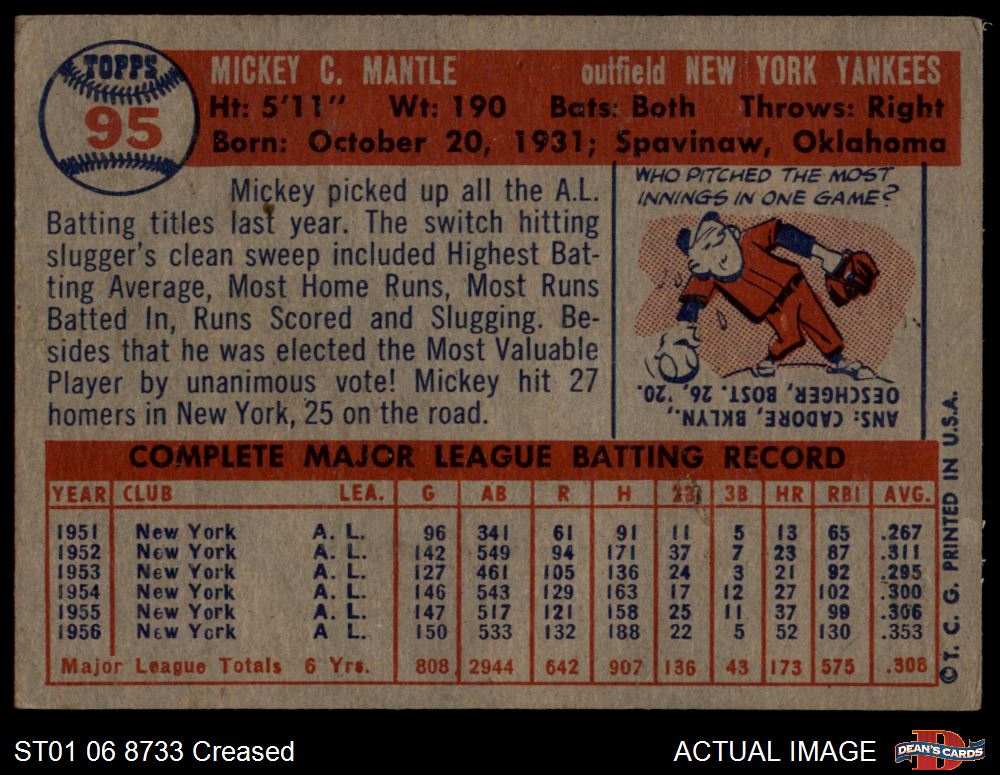 TOPPS
95
MICKEY C. MANTLE outfield NEW YORK YANKEES
Ht: 5'11" Wt: 190 Bats: Both Throws: Right
Born: October 20, 1931; Spavinaw, Oklahoma
Mickey picked up all the A.L.
Batting titles last year. The switch hitting
slugger's clean sweep included Highest Bat-
ting Average, Most Home Runs, Most Runs
Batted In, Runs Scored and Slugging. Be-
sides that he was elected the Most Valuable
Player by unanimous vote! Mickey hit 27
homers in New York, 25 on the road.
WHO PITCHED THE MOST
INNINGS IN ONE GAME?
ANS: CADORE, BKLYN.,
OESCHGER, BOST. 26, '20.
COMPLETE MAJOR LEAGUE BATTING RECORD
YEAR CLUB LEA. G AB R H 2B 3B HR RBI AVG.
1951 New York A. L. 96 341 61 91 11 5 13 65 .267
1952 New York A. L. 142 549 94 171 37 7 23 87 .311
1953 New York A. L. 127 461 105 136 24 3 21 92 .295
1954 New York A. L. 146 543 129 163 17 12 27 102 .300
1955 New York A. L. 147 517 121 158 25 11 37 99 .306
1956 New York A L. 150 533 132 188 22 5 52 130 .353
Major League Totals 6 Yrs. 808 2944 642 907 136 43 173 575 .308
© T. C. G. PRINTED IN U.S.A.
ST01 06 8733 Creased
ACTUAL IMAGE
D
DEAN'S CARDS